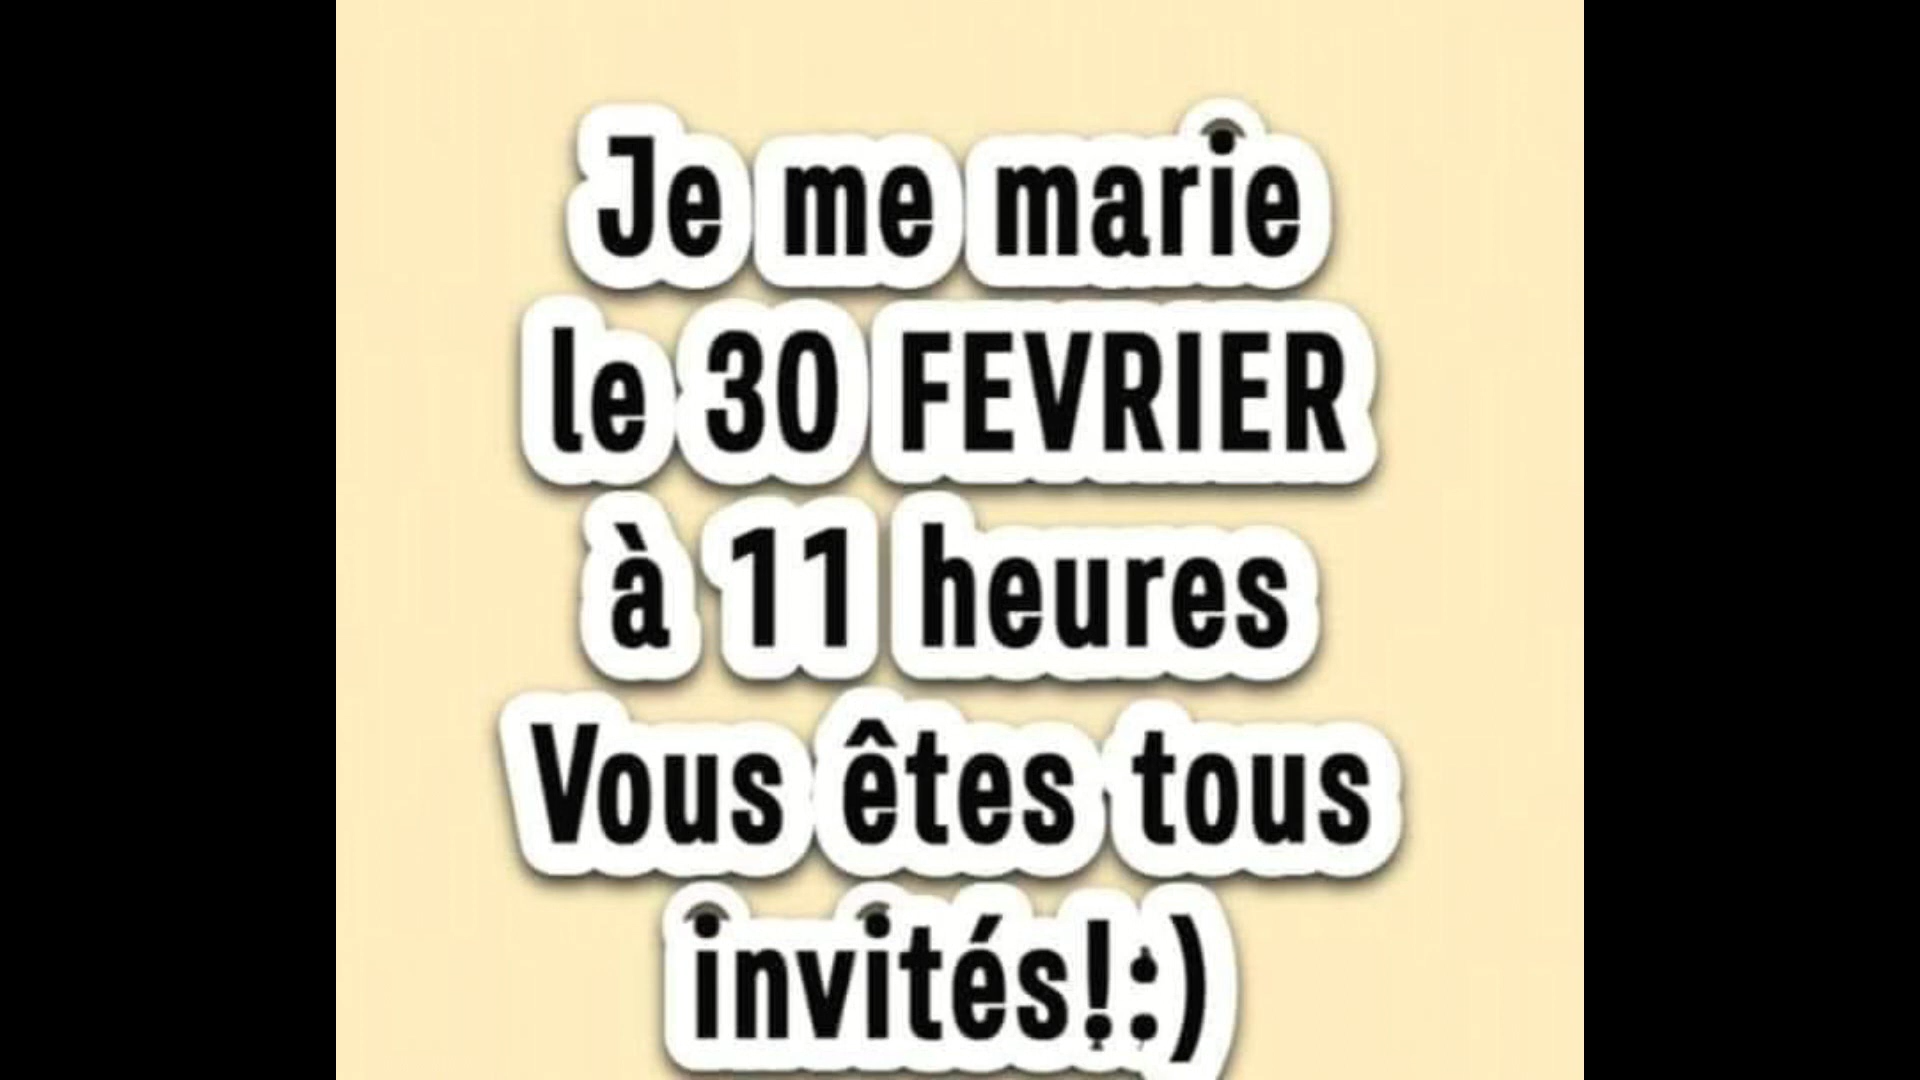 Je me marie
le 30 FEVRIER
à 11 heures
Vous êtes tous
invités!:)